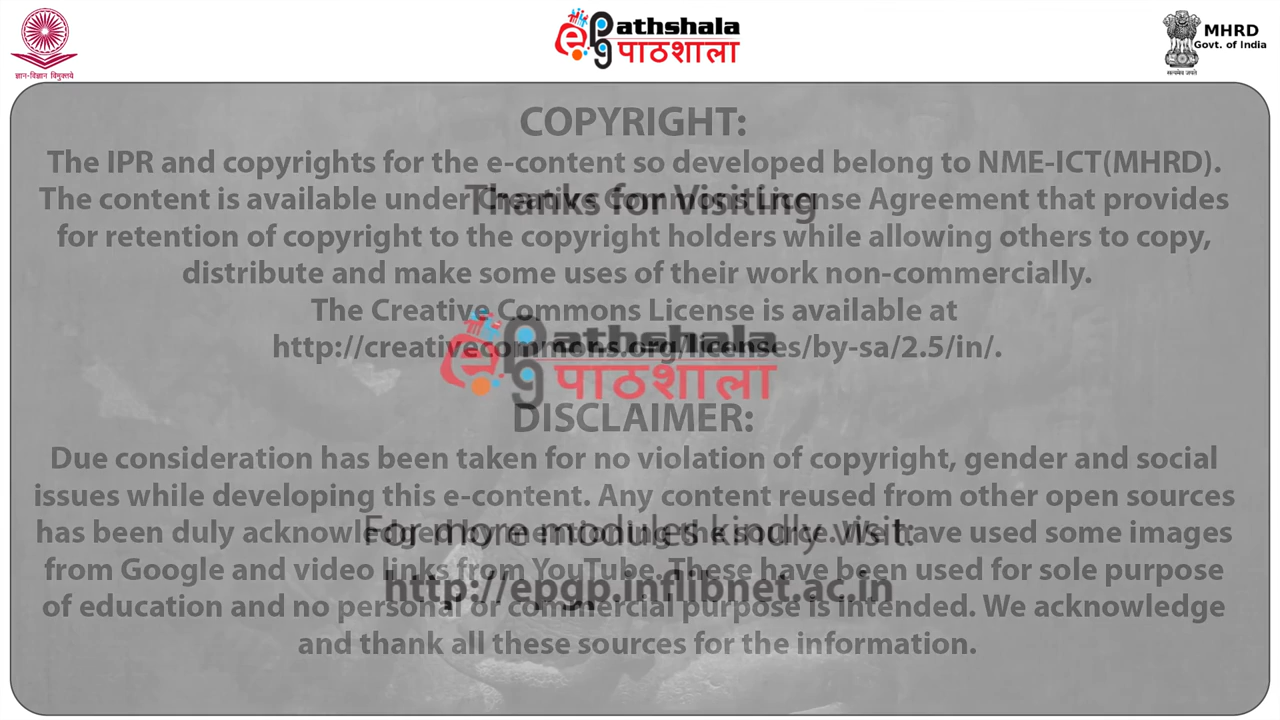 ज्ञान-विज्ञान विमुक्तये
ePG Pathshala
पाठशाला
MHRD
Govt. of India
सत्यमेव जयते
COPYRIGHT:
The IPR and copyrights for the e-content so developed belong to NME-ICT(MHRD).
The content is available under Creative Commons License Agreement that provides
Thanks for Visiting
for retention of copyright to the copyright holders while allowing others to copy,
distribute and make some uses of their work non-commercially.
The Creative Commons License is available at
http://creativecommons.org/licenses/by-sa/2.5/in/.
ePG Pathshala
पाठशाला
DISCLAIMER:
Due consideration has been taken for no violation of copyright, gender and social
issues while developing this e-content. Any content reused from other open sources
has been duly acknowledged by mentioning the source. We have used some images
For more modules kindly visit:
from Google and video links from YouTube. These have been used for sole purpose
http://epgp.inflibnet.ac.in
of education and no personal or commercial purpose is intended. We acknowledge
and thank all these sources for the information.